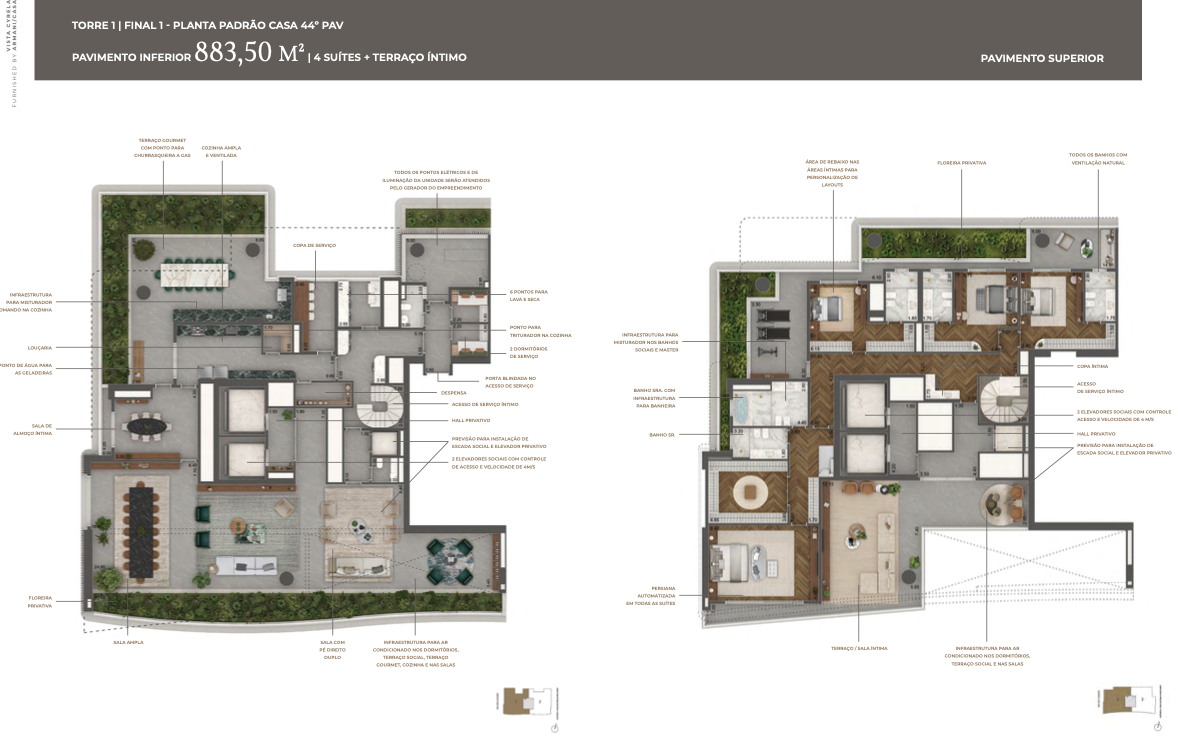 VISTA CYRELA
FURNISHED BY ARMANI/CASA
TORRE 1 | FINAL 1 - PLANTA PADRÃO CASA 44º PAV
PAVIMENTO INFERIOR 883,50 M² | 4 SUÍTES + TERRAÇO ÍNTIMO
PAVIMENTO SUPERIOR
TERRAÇO GOURMET
COM PONTO PARA
CHURRASQUEIRA A GÁS
COZINHA AMPLA
E VENTILADA
TODOS OS PONTOS ELÉTRICOS E DE
ILUMINAÇÃO DA UNIDADE SERÃO ATENDIDOS
PELO GERADOR DO EMPREENDIMENTO
COPA DE SERVIÇO
INFRAESTRUTURA
PARA MISTURADOR
OMANDO NA COZINHA
LOUÇARIA
PONTO DE ÁGUA PARA
AS GELADEIRAS
SALA DE
ALMOÇO ÍNTIMA
FLOREIRA
PRIVATIVA
6 PONTOS PARA
LAVA E SECA
PONTO PARA
TRITURADOR NA COZINHA
2 DORMITÓRIOS
DE SERVIÇO
PORTA BLINDADA NO
ACESSO DE SERVIÇO
DESPENSA
ACESSO DE SERVIÇO ÍNTIMO
HALL PRIVATIVO
PREVISÃO PARA INSTALAÇÃO DE
ESCADA SOCIAL E ELEVADOR PRIVATIVO
2 ELEVADORES SOCIAIS COM CONTROLE
DE ACESSO E VELOCIDADE DE 4M/S
SALA AMPLA
SALA COM
PÉ DIREITO
DUPLO
INFRAESTRUTURA PARA AR
CONDICIONADO NOS DORMITÓRIOS,
TERRAÇO SOCIAL, TERRAÇO
GOURMET, COZINHA E NAS SALAS
ÁREA DE REBAIXO NAS
ÁREAS ÍNTIMAS PARA
PERSONALIZAÇÃO DE
LAYOUTS
FLOREIRA PRIVATIVA
TODOS OS BANHOS COM
VENTILAÇÃO NATURAL
INFRAESTRUTURA PARA
MISTURADOR NOS BANHOS
SOCIAIS E MASTER
BANHO SRA. COM
INFRAESTRUTURA
PARA BANHEIRA
BANHO SR.
PERSIANA
AUTOMATIZADA
EM TODAS AS SUÍTES
COPA ÍNTIMA
ACESSO
DE SERVIÇO ÍNTIMO
2 ELEVADORES SOCIAIS COM CONTROLE
ACESSO E VELOCIDADE DE 4 M/S
HALL PRIVATIVO
PREVISÃO PARA INSTALAÇÃO DE
ESCADA SOCIAL E ELEVADOR PRIVATIVO
TERRAÇO / SALA ÍNTIMA
INFRAESTRUTURA PARA AR
CONDICIONADO NOS DORMITÓRIOS,
TERRAÇO SOCIAL E NAS SALAS